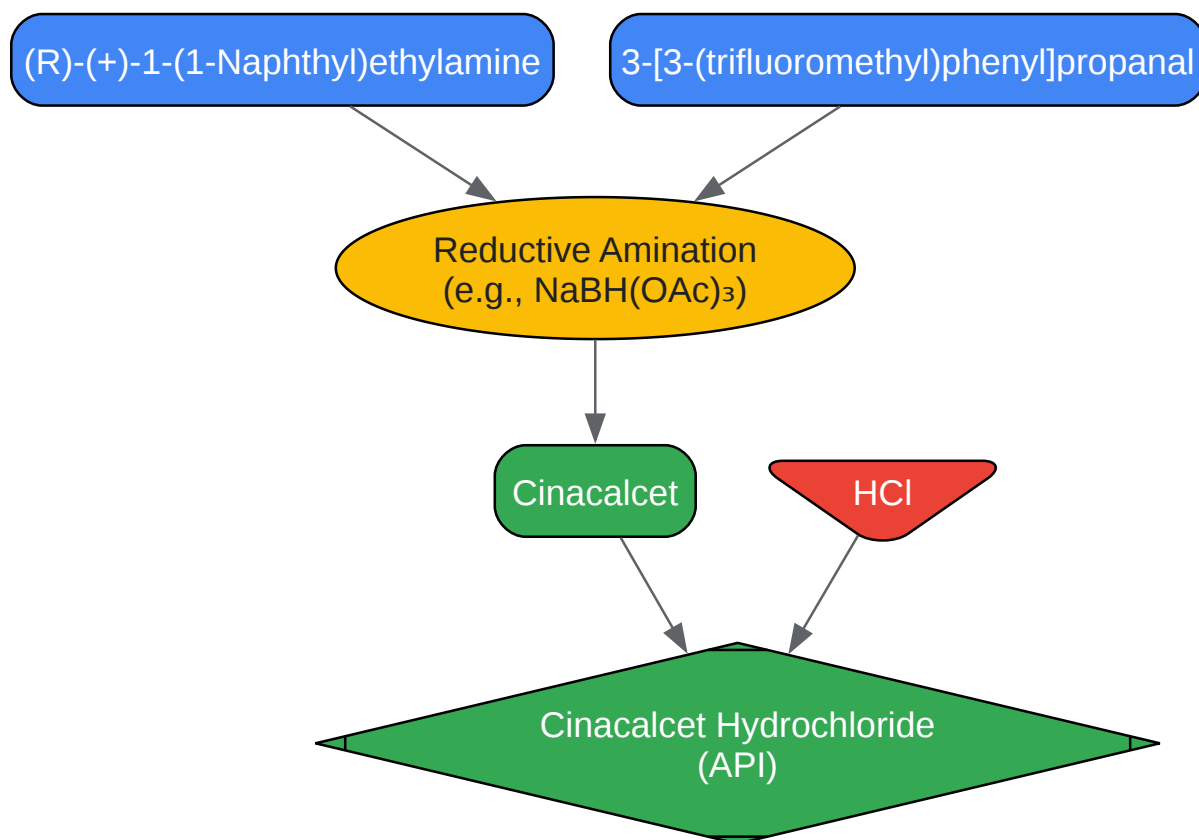 (R)-(+)-1-(1-Naphthyl)ethylamine
3-[3-(trifluoromethyl)phenyl]propanal
Reductive Amination
(e.g., NaBH(OAc)₃)
Cinacalcet
HCl
Cinacalcet Hydrochloride
(API)